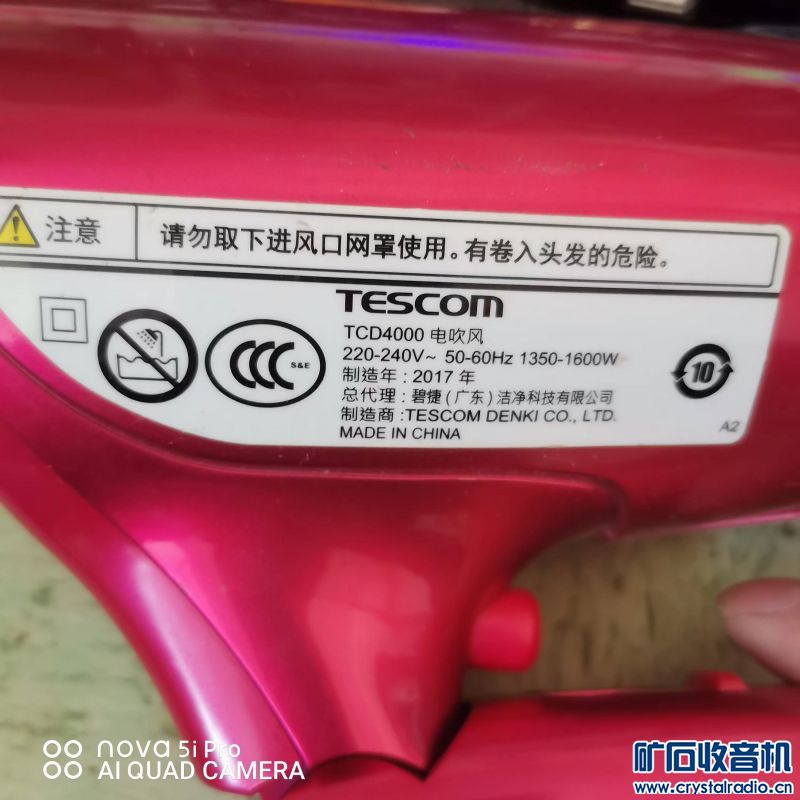 注意
请勿取下进风口网罩使用。有卷入头发的危险。
TESCOM
TCD4000 电吹风
220-240V~ 50-60Hz 1350-1600W
制造年:2017 年
总代理:碧捷(广东)洁净科技有限公司
制造商:TESCOM DENKI CO., LTD.
MADE IN CHINA
CCC
S&E
10
A2
nova 5i Pro
AI QUAD CAMERA
矿石收音机
www.crystalradio.cn